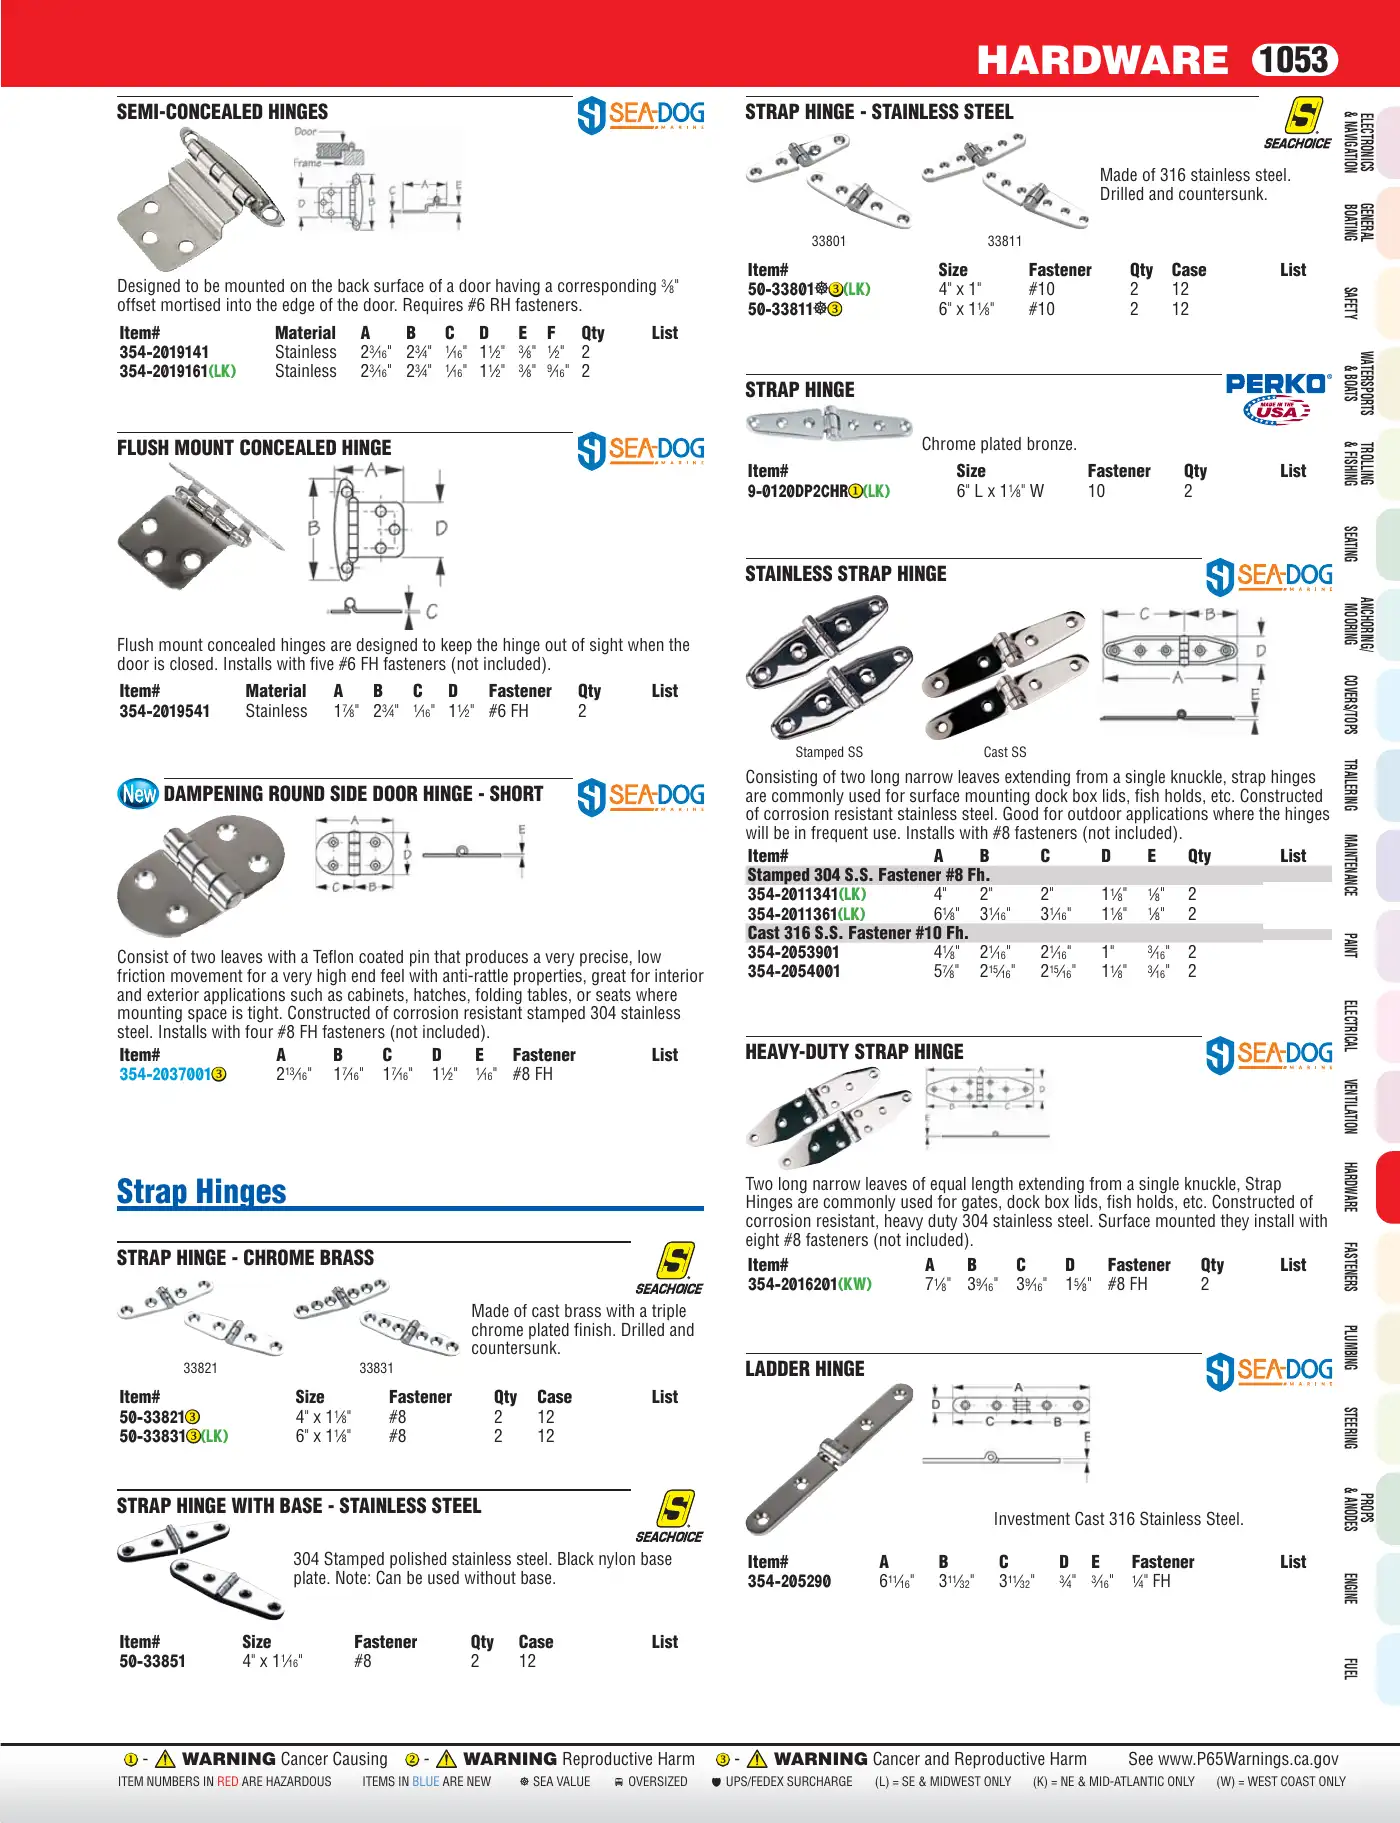 HARDWARE 1053
SEMI-CONCEALED HINGES
SEA-DOG
MARINE
Door
Frame
D
B
C
A
E
Designed to be mounted on the back surface of a door having a corresponding ⅜"
offset mortised into the edge of the door. Requires #6 RH fasteners.
Item# Material A B C D E F Qty List
354-2019141 Stainless 2³⁄₁₆" 2¾" ¹⁄₁₆" 1½" ⅜" ½" 2
354-2019161(LK) Stainless 2³⁄₁₆" 2¾" ¹⁄₁₆" 1½" ⅜" ⁹⁄₁₆" 2
FLUSH MOUNT CONCEALED HINGE
SEA-DOG
MARINE
A
B
D
C
Flush mount concealed hinges are designed to keep the hinge out of sight when the
door is closed. Installs with five #6 FH fasteners (not included).
Item# Material A B C D Fastener Qty List
354-2019541 Stainless 1⅞" 2¾" ¹⁄₁₆" 1½" #6 FH 2
New DAMPENING ROUND SIDE DOOR HINGE - SHORT
SEA-DOG
MARINE
A
D
C
B
E
Consist of two leaves with a Teflon coated pin that produces a very precise, low
friction movement for a very high end feel with anti-rattle properties, great for interior
and exterior applications such as cabinets, hatches, folding tables, or seats where
mounting space is tight. Constructed of corrosion resistant stamped 304 stainless
steel. Installs with four #8 FH fasteners (not included).
Item# A B C D E Fastener List
354-2037001③ 2¹³⁄₁₆" 1⁷⁄₁₆" 1⁷⁄₁₆" 1½" ¹⁄₁₆" #8 FH
Strap Hinges
STRAP HINGE - CHROME BRASS
S
SEACHOICE
Made of cast brass with a triple
chrome plated finish. Drilled and
countersunk.
33821 33831
Item# Size Fastener Qty Case List
50-33821③ 4" x 1⅛" #8 2 12
50-33831③(LK) 6" x 1⅛" #8 2 12
STRAP HINGE WITH BASE - STAINLESS STEEL
S
SEACHOICE
304 Stamped polished stainless steel. Black nylon base
plate. Note: Can be used without base.
Item# Size Fastener Qty Case List
50-33851 4" x 1¹⁄₁₆" #8 2 12
STRAP HINGE - STAINLESS STEEL
S
SEACHOICE
Made of 316 stainless steel.
Drilled and countersunk.
33801 33811
Item# Size Fastener Qty Case List
50-33801☸③(LK) 4" x 1" #10 2 12
50-33811☸③ 6" x 1⅛" #10 2 12
STRAP HINGE
PERKO®
MADE IN THE
USA
Chrome plated bronze.
Item# Size Fastener Qty List
9-0120DP2CHR①(LK) 6" L x 1⅛" W 10 2
STAINLESS STRAP HINGE
SEA-DOG
MARINE
C
B
D
A
E
Stamped SS Cast SS
Consisting of two long narrow leaves extending from a single knuckle, strap hinges
are commonly used for surface mounting dock box lids, fish holds, etc. Constructed
of corrosion resistant stainless steel. Good for outdoor applications where the hinges
will be in frequent use. Installs with #8 fasteners (not included).
Item# A B C D E Qty List
Stamped 304 S.S. Fastener #8 Fh.
354-2011341(LK) 4" 2" 2" 1⅛" ⅛" 2
354-2011361(LK) 6⅛" 3¹⁄₁₆" 3¹⁄₁₆" 1⅛" ⅛" 2
Cast 316 S.S. Fastener #10 Fh.
354-2053901 4⅛" 2¹⁄₁₆" 2¹⁄₁₆" 1" ³⁄₁₆" 2
354-2054001 5⅞" 2¹⁵⁄₁₆" 2¹⁵⁄₁₆" 1⅛" ³⁄₁₆" 2
HEAVY-DUTY STRAP HINGE
SEA-DOG
MARINE
A
D
B
C
E
Two long narrow leaves of equal length extending from a single knuckle, Strap
Hinges are commonly used for gates, dock box lids, fish holds, etc. Constructed of
corrosion resistant, heavy duty 304 stainless steel. Surface mounted they install with
eight #8 fasteners (not included).
Item# A B C D Fastener Qty List
354-2016201(KW) 7⅛" 3⁹⁄₁₆" 3⁹⁄₁₆" 1⅝" #8 FH 2
LADDER HINGE
SEA-DOG
MARINE
A
D
C
B
E
Investment Cast 316 Stainless Steel.
Item# A B C D E Fastener List
354-205290 6¹¹⁄₁₆" 3¹¹⁄₃₂" 3¹¹⁄₃₂" ¾" ³⁄₁₆" ¼" FH
ELECTRONICS
& NAVIGATION
GENERAL
BOATING
SAFETY
WATERSPORTS
& BOATS
TROLLING
& FISHING
SEATING
ANCHORING/
MOORING
COVERS/TOPS
TRAILERING
MAINTENANCE
PAINT
ELECTRICAL
VENTILATION
HARDWARE
FASTENERS
PLUMBING
STEERING
PROPS
& ANODES
ENGINE
FUEL
① - ⚠ WARNING Cancer Causing ② - ⚠ WARNING Reproductive Harm ③ - ⚠ WARNING Cancer and Reproductive Harm See www.P65Warnings.ca.gov
ITEM NUMBERS IN RED ARE HAZARDOUS ITEMS IN BLUE ARE NEW ☸ SEA VALUE OVERSIZED UPS/FEDEX SURCHARGE (L) = SE & MIDWEST ONLY (K) = NE & MID-ATLANTIC ONLY (W) = WEST COAST ONLY